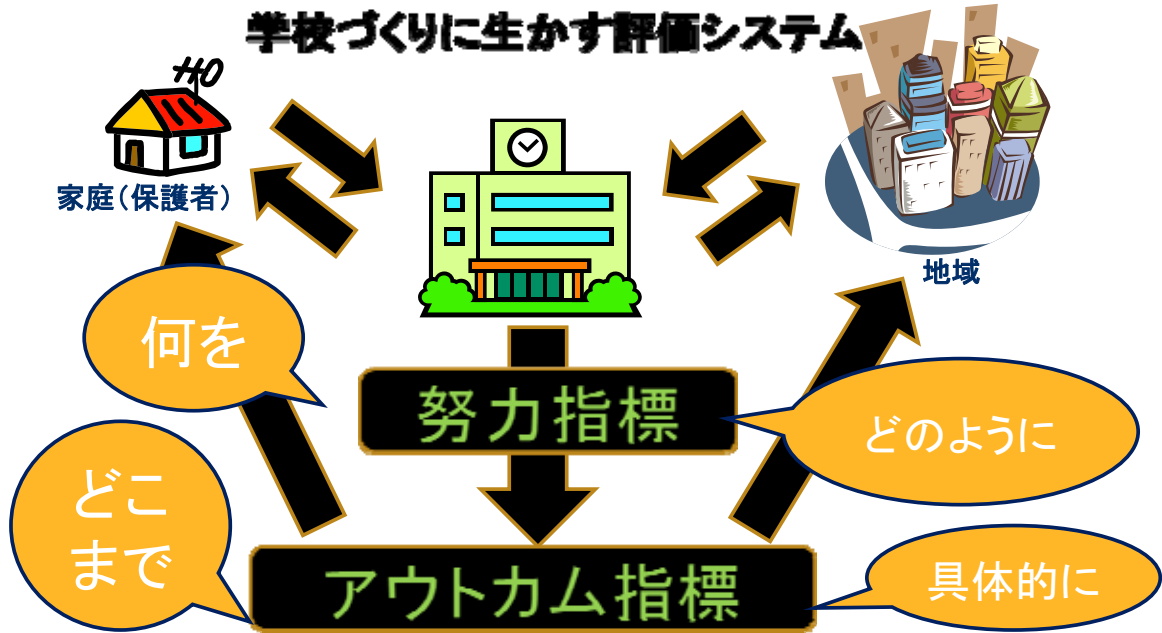 学校づくりに生かす評価システム
家庭(保護者)
地域
何を
努力指標
どのように
どこ
まで
アウトカム指標
具体的に